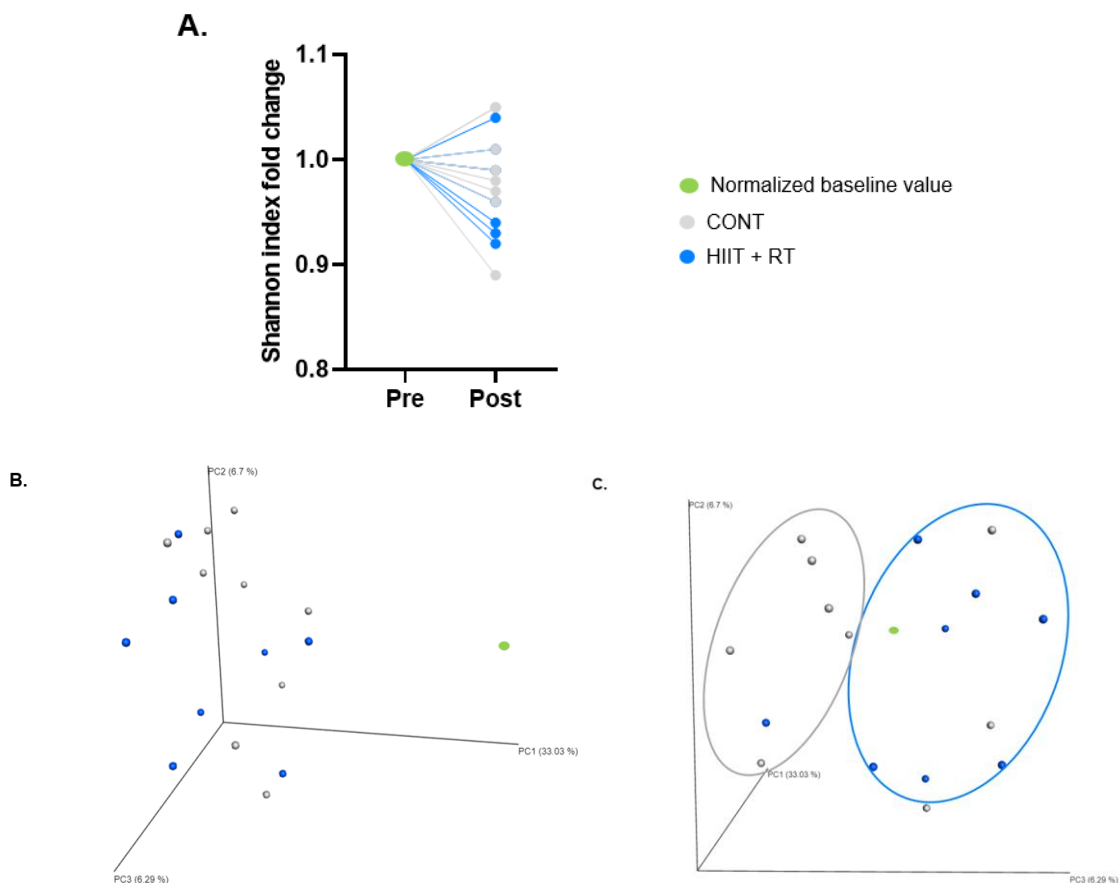 A.
1.1
1.0
0.9
0.8
Shannon index fold change
Pre Post
Normalized baseline value
CONT
HIIT + RT
B.
PC2 (6.7 %)
PC1 (33.03 %)
PC3 (6.29 %)
C.
PC2 (6.7 %)
PC1 (33.03 %)
PC3 (6.29 %)